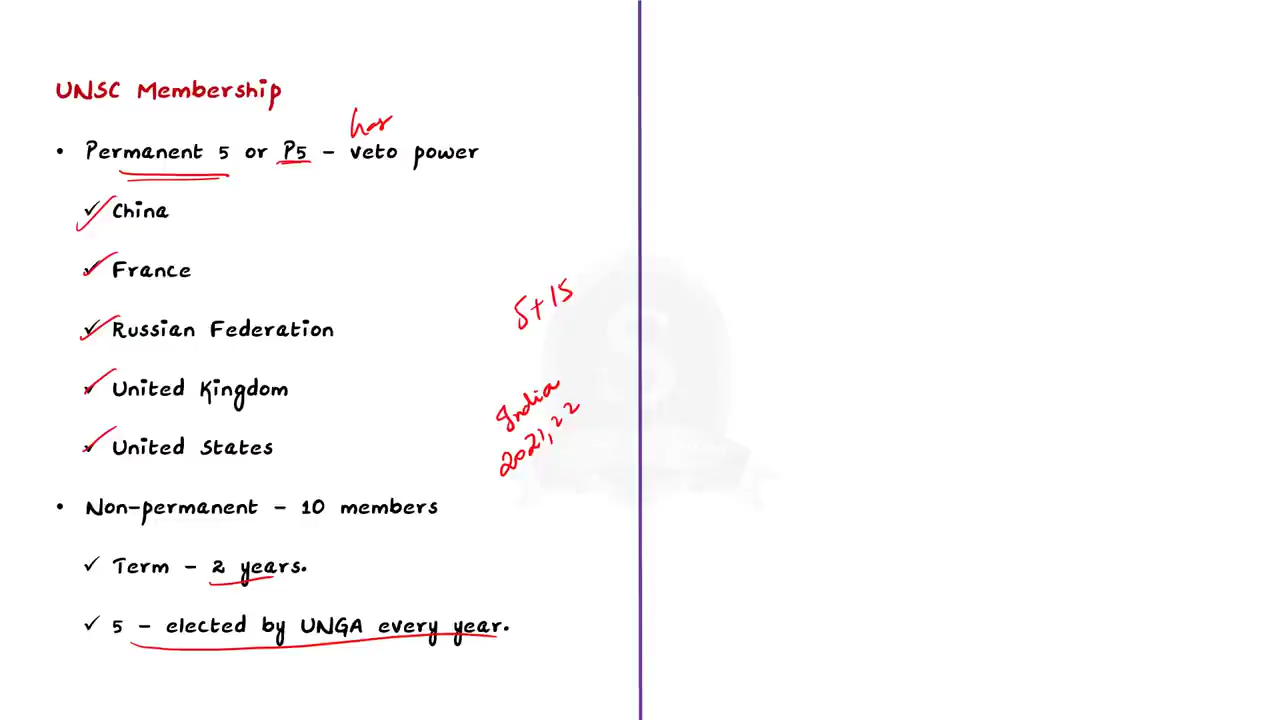 UNSC Membership
has
• Permanent 5 or P5 - veto power
✓ China
✓ France
✓ Russian Federation
✓ United Kingdom
✓ United States
5+15
India
2021,22
• Non-permanent - 10 members
✓ Term - 2 years.
✓ 5 - elected by UNGA every year.